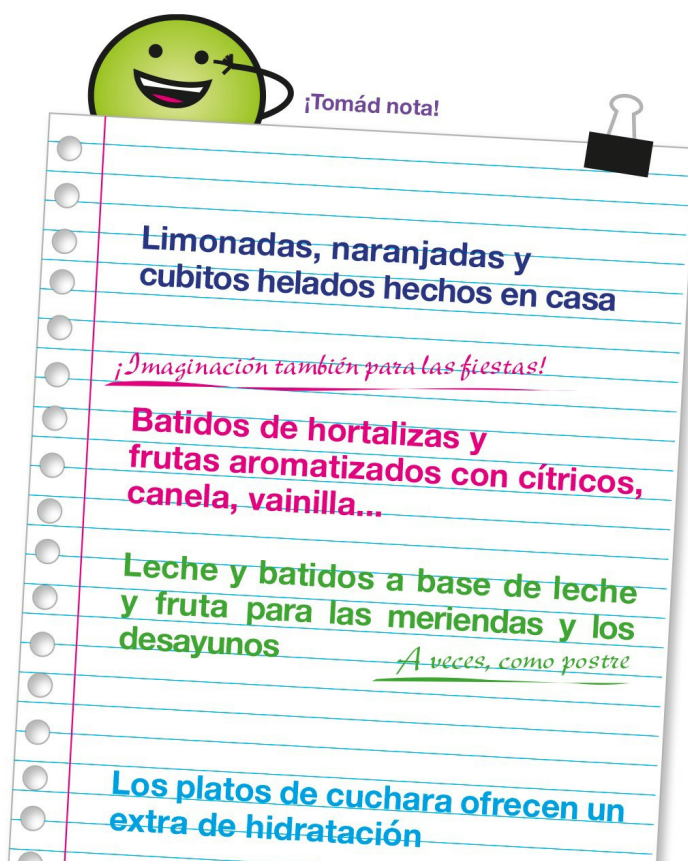 ¡Tomád nota!
Limonadas, naranjadas y
cubitos helados hechos en casa
¡Imaginación también para las fiestas!
Batidos de hortalizas y
frutas aromatizados con cítricos,
canela, vainilla...
Leche y batidos a base de leche
y fruta para las meriendas y los
desayunos
A veces, como postre
Los platos de cuchara ofrecen un
extra de hidratación